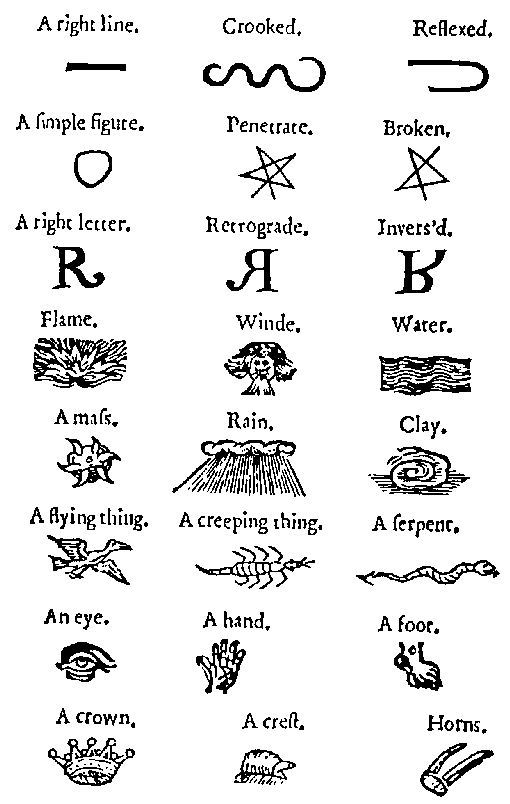 A right line. Crooked. Reflexed.
A ſimple figure. Penetrate. Broken.
A right letter. Retrograde. Invers'd.
R R R
Flame. Winde. Water.
A maſs. Rain. Clay.
A flying thing. A creeping thing. A ſerpent.
An eye. A hand. A foot.
A crown. A creſt. Horns.